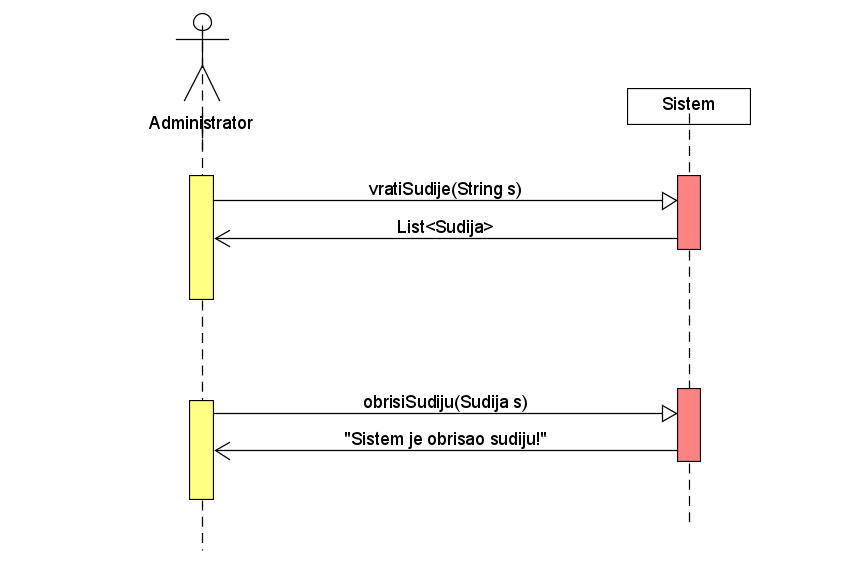 Administrator
Sistem
vratiSudije(String s)
List<Sudija>
obrisiSudiju(Sudija s)
"Sistem je obrisao sudiju!"